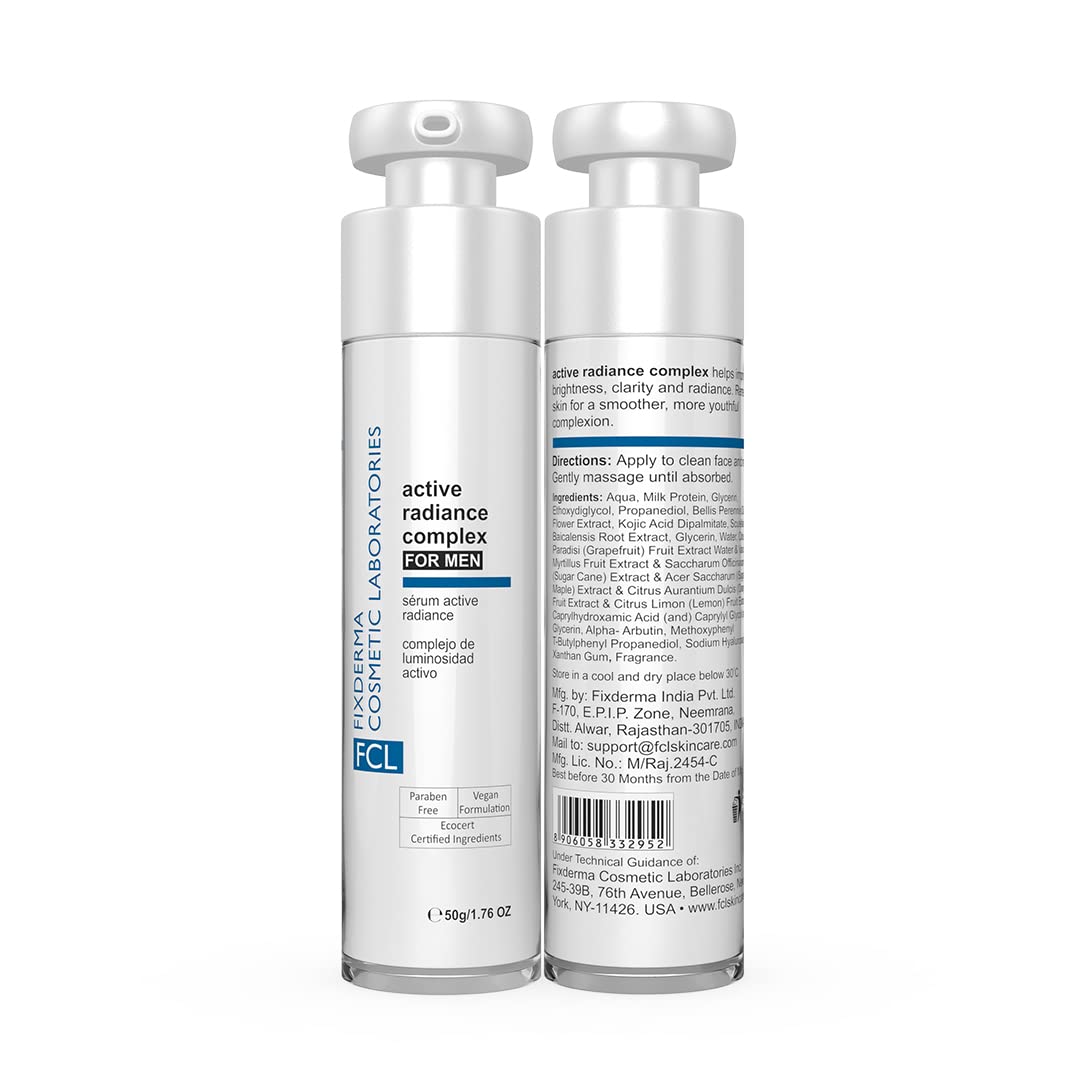 FIXDERMA
COSMETIC LABORATORIES
FCL
active
radiance
complex
FOR MEN
sérum active
radiance
complejo de
luminosidad
activo
Paraben
Free
Vegan
Formulation
Ecocert
Certified Ingredients
℮ 50g/1.76 OZ
active radiance complex helps
brightness, clarity and radiance.
skin for a smoother, more youthful
complexion.
Directions: Apply to clean face
Gently massage until absorbed.
Ingredients: Aqua, Milk Protein, Glycerin,
Ethoxydiglycol, Propanediol, Bellis
Flower Extract, Kojic Acid Dipalmitate,
Baicalensis Root Extract, Glycerin, Water,
Paradisi (Grapefruit) Fruit Extract Water &
Myrtillus Fruit Extract & Saccharum
(Sugar Cane) Extract & Acer Saccharum
Maple) Extract & Citrus Aurantium Dulcis
Fruit Extract & Citrus Limon (Lemon) Fruit
Caprylhydroxamic Acid (and) Caprylyl
Glycerin, Alpha- Arbutin, Methoxyphenyl
T-Butylphenyl Propanediol, Sodium
Xanthan Gum, Fragrance.
Store in a cool and dry place below 30°C
Mfg. by: Fixderma India Pvt. Ltd.
F-170, E.P.I.P. Zone, Neemrana,
Distt. Alwar, Rajasthan-301705,
Mail to: support@fclskincare.com
Mfg. Lic. No.: M/Raj.2454-C
Best before 30 Months from the Date of
8 906058 332952
Under Technical Guidance of:
Fixderma Cosmetic Laboratories
245-39B, 76th Avenue, Bellerose,
York, NY-11426. USA •